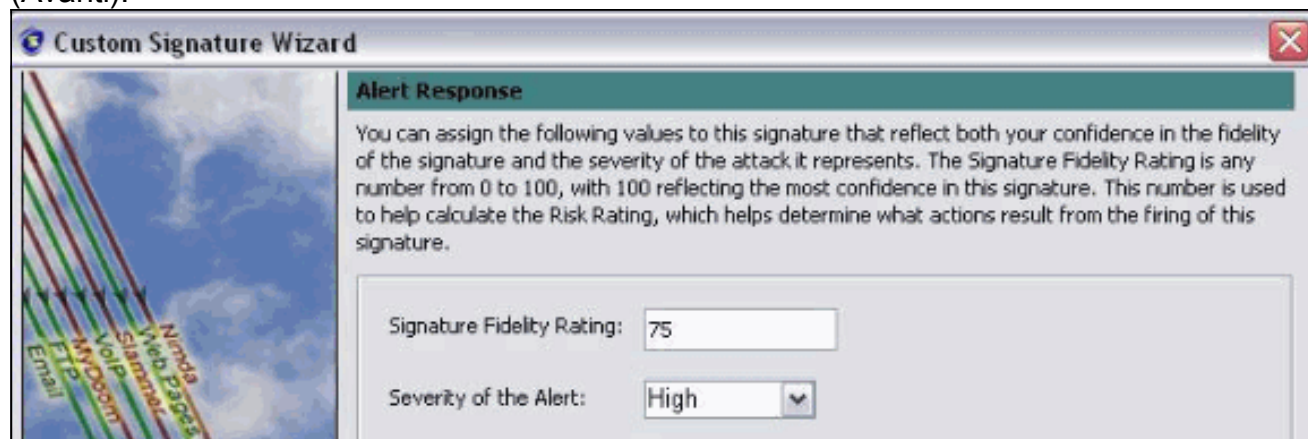 (Avanti).
Custom Signature Wizard
Alert Response
You can assign the following values to this signature that reflect both your confidence in the fidelity
of the signature and the severity of the attack it represents. The Signature Fidelity Rating is any
number from 0 to 100, with 100 reflecting the most confidence in this signature. This number is used
to help calculate the Risk Rating, which helps determine what actions result from the firing of this
signature.
Signature Fidelity Rating: 75
Severity of the Alert: High
Email
FTP
MyDoom
VoIP
Slammer
Web Pages
Nimda